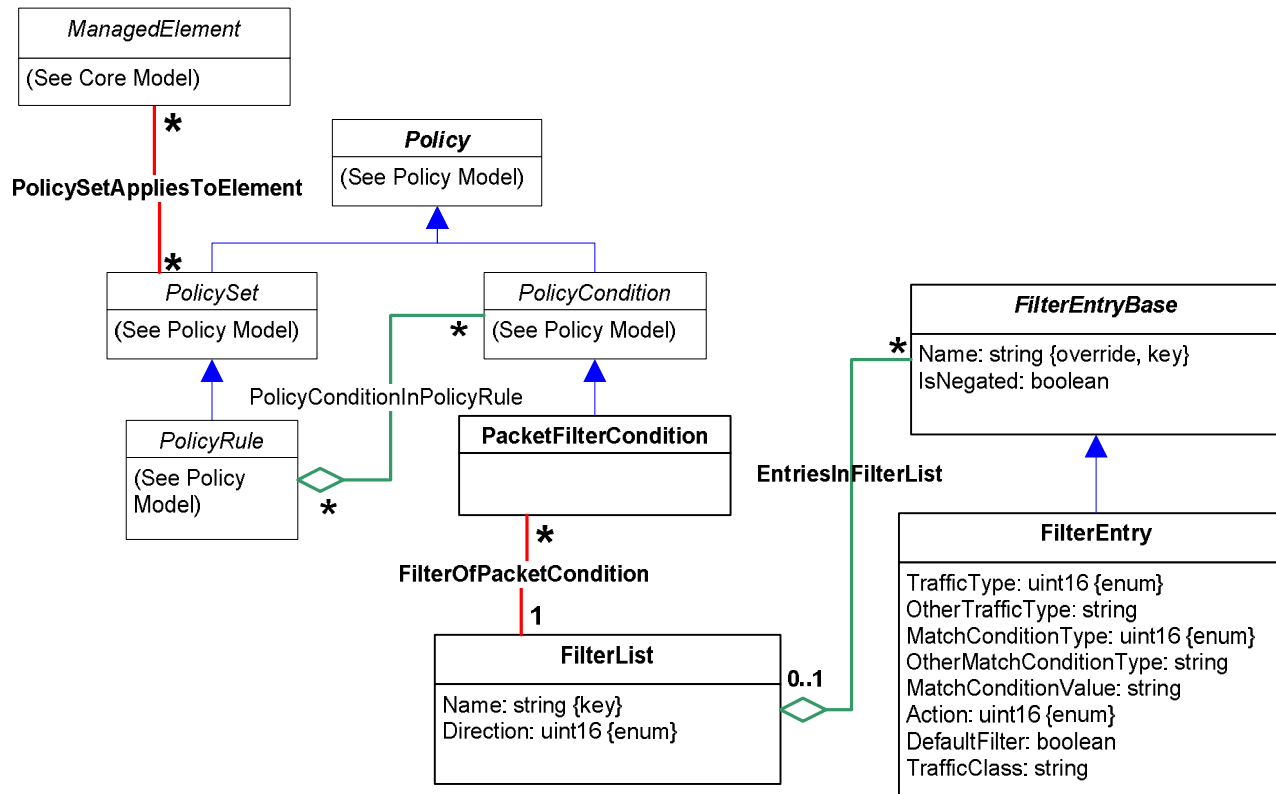 ManagedElement
(See Core Model)
*
PolicySetAppliesToElement
*
Policy
(See Policy Model)
PolicySet
(See Policy Model)
PolicyCondition
(See Policy Model)
*
PolicyConditionInPolicyRule
PolicyRule
(See Policy
Model)
*
PacketFilterCondition
*
FilterOfPacketCondition
1
FilterList
Name: string {key}
Direction: uint16 {enum}
0..1
EntriesInFilterList
*
FilterEntryBase
Name: string {override, key}
IsNegated: boolean
FilterEntry
TrafficType: uint16 {enum}
OtherTrafficType: string
MatchConditionType: uint16 {enum}
OtherMatchConditionType: string
MatchConditionValue: string
Action: uint16 {enum}
DefaultFilter: boolean
TrafficClass: string